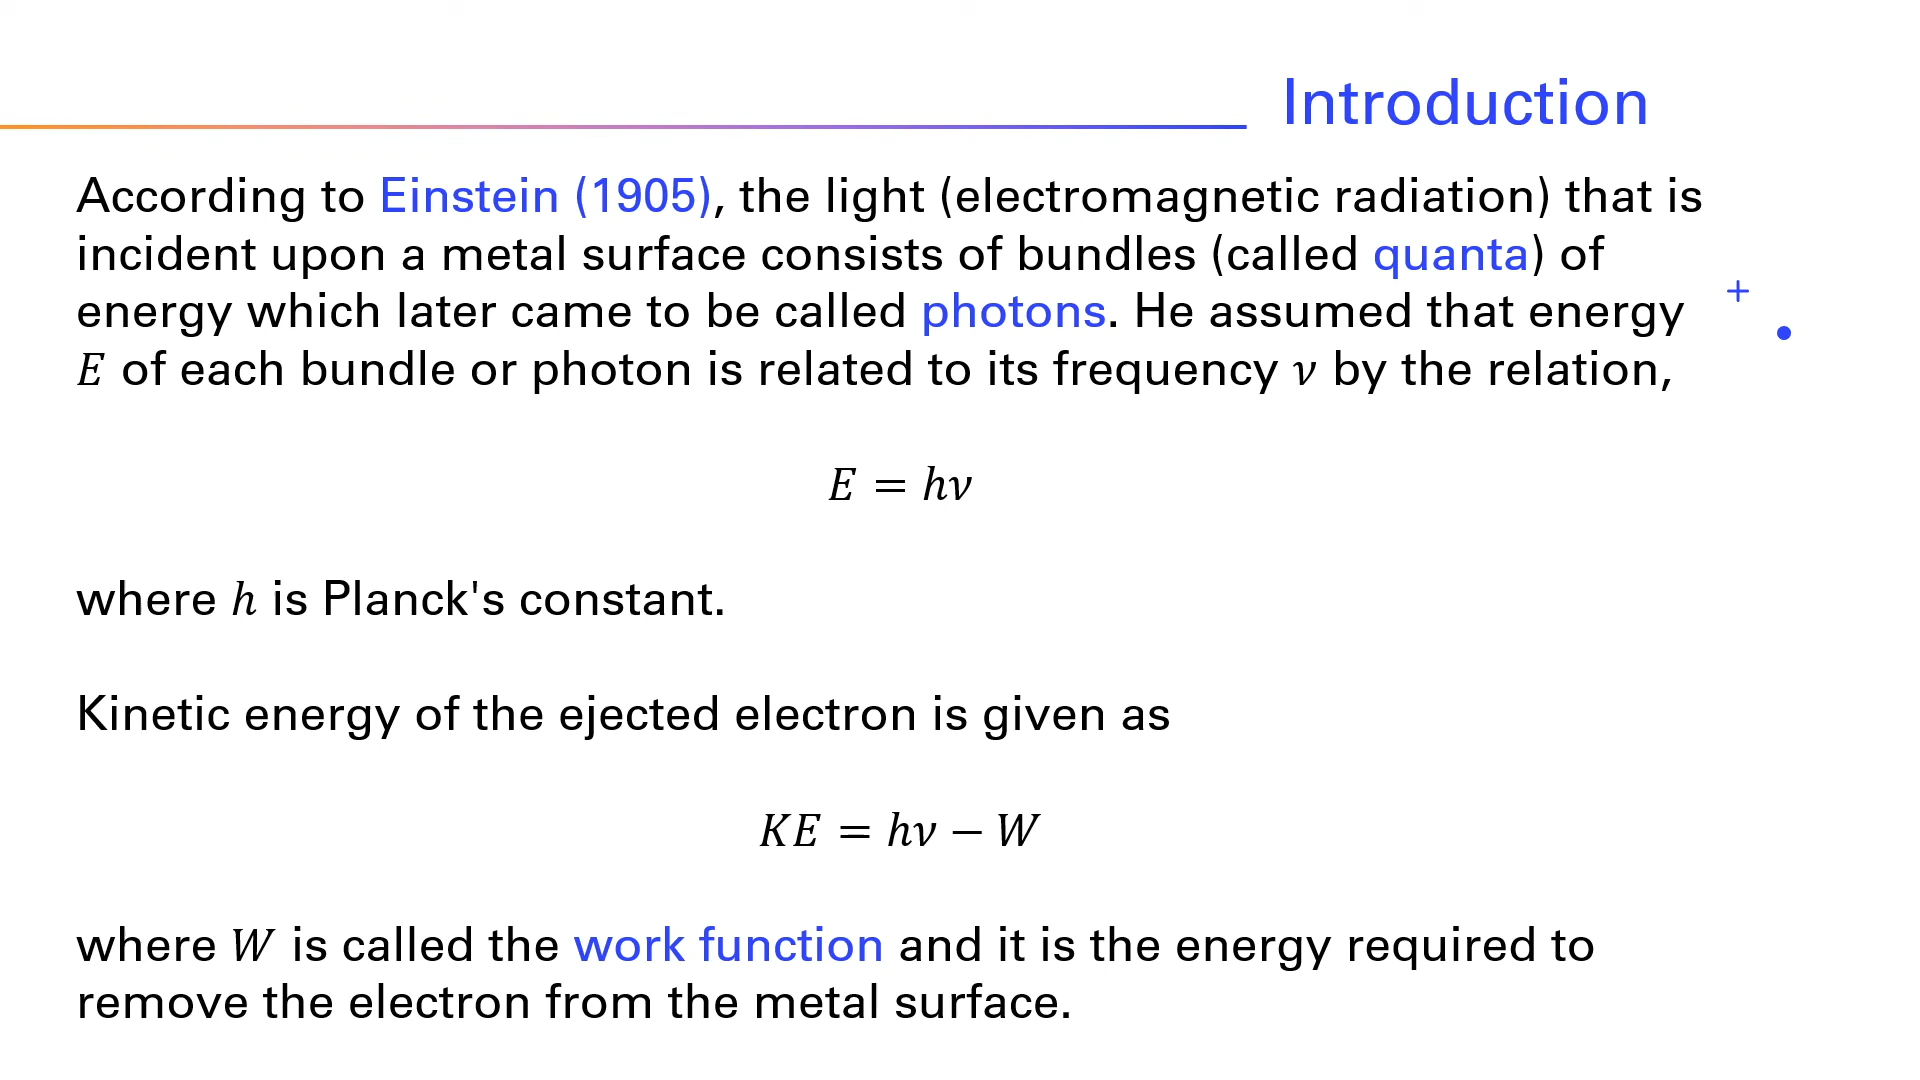 Introduction
According to Einstein (1905), the light (electromagnetic radiation) that is
incident upon a metal surface consists of bundles (called quanta) of
energy which later came to be called photons. He assumed that energy
E of each bundle or photon is related to its frequency ν by the relation,
E = hν
where h is Planck's constant.
Kinetic energy of the ejected electron is given as
KE = hν − W
where W is called the work function and it is the energy required to
remove the electron from the metal surface.